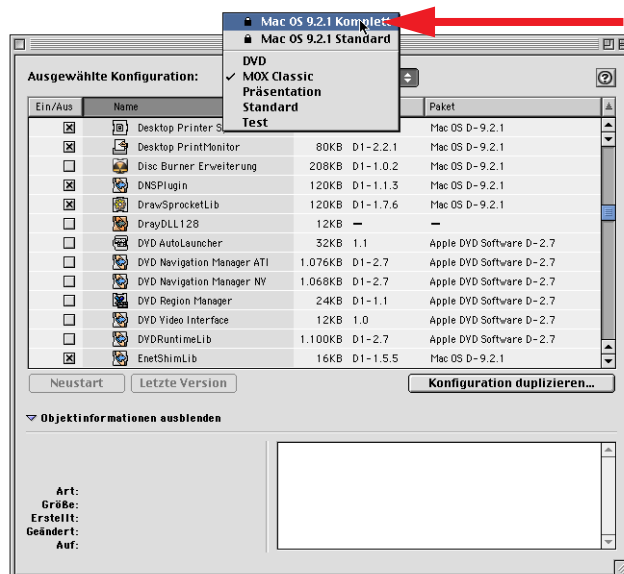 Mac OS 9.2.1 Komplett
Mac OS 9.2.1 Standard
DVD
✓ MOX Classic
Präsentation
Standard
Test
Ausgewählte Konfiguration:
Ein/Aus Name Paket
Desktop Printer S Mac OS D-9.2.1
Desktop PrintMonitor 80KB D1-2.2.1 Mac OS D-9.2.1
Disc Burner Erweiterung 208KB D1-1.0.2 Mac OS D-9.2.1
DNSPlugin 120KB D1-1.1.3 Mac OS D-9.2.1
DrawSprocketLib 120KB D1-1.7.6 Mac OS D-9.2.1
DrayDLL128 12KB — —
DVD AutoLauncher 32KB 1.1 Apple DVD Software D-2.7
DVD Navigation Manager ATI 1.076KB D1-2.7 Apple DVD Software D-2.7
DVD Navigation Manager NV 1.068KB D1-2.7 Apple DVD Software D-2.7
DVD Region Manager 24KB D1-1.1 Apple DVD Software D-2.7
DVD Video Interface 12KB 1.0 Apple DVD Software D-2.7
DVDRuntimeLib 1.100KB D1-2.7 Apple DVD Software D-2.7
EnetShimLib 16KB D1-1.5.5 Mac OS D-9.2.1
Neustart Letzte Version Konfiguration duplizieren...
Objektinformationen ausblenden
Art:
Größe:
Erstellt:
Geändert:
Auf: